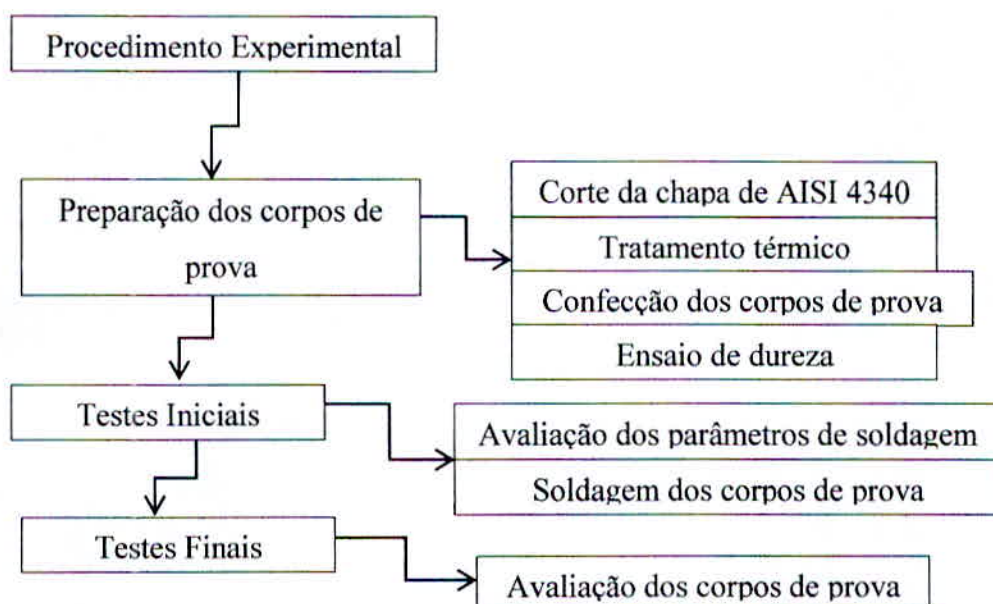 Procedimento Experimental
Preparação dos corpos de
prova
Corte da chapa de AISI 4340
Tratamento térmico
Confecção dos corpos de prova
Ensaio de dureza
Testes Iniciais
Avaliação dos parâmetros de soldagem
Soldagem dos corpos de prova
Testes Finais
Avaliação dos corpos de prova